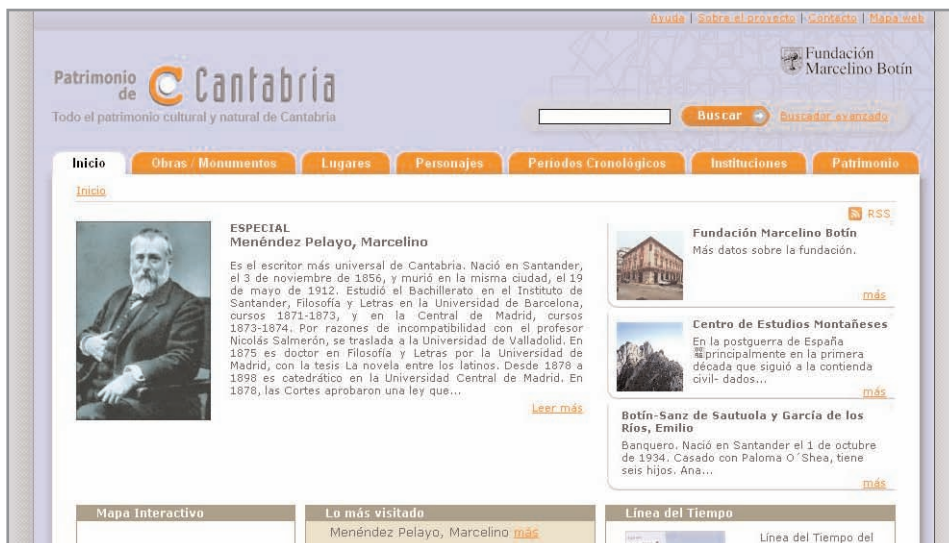 Ayuda | Sobre el proyecto | Contacto | Mapa web
Fundación
Marcelino Botín
Patrimonio
de
Cantabria
Todo el patrimonio cultural y natural de Cantabria
Buscar
Buscador avanzado
Inicio
Obras / Monumentos
Lugares
Personajes
Períodos Cronológicos
Instituciones
Patrimonio
Inicio
RSS
ESPECIAL
Menéndez Pelayo, Marcelino
Es el escritor más universal de Cantabria. Nació en Santander,
el 3 de noviembre de 1856, y murió en la misma ciudad, el 19
de mayo de 1912. Estudió el Bachillerato en el Instituto de
Santander, Filosofía y Letras en la Universidad de Barcelona,
cursos 1871-1873, y en la Central de Madrid, cursos
1873-1874. Por razones de incompatibilidad con el profesor
Nicolás Salmerón, se traslada a la Universidad de Valladolid. En
1875 es doctor en Filosofía y Letras por la Universidad de
Madrid, con la tesis La novela entre los latinos. Desde 1878 a
1898 es catedrático en la Universidad Central de Madrid. En
1878, las Cortes aprobaron una ley que...
Leer más
Fundación Marcelino Botín
Más datos sobre la fundación.
más
Centro de Estudios Montañeses
En la postguerra de España
principalmente en la primera
década que siguió a la contienda
civil- dados...
más
Botín-Sanz de Sautuola y García de los
Ríos, Emilio
Banquero. Nació en Santander el 1 de octubre
de 1934. Casado con Paloma O´Shea, tiene
seis hijos. Ana...
más
Mapa Interactivo
Lo más visitado
Menéndez Pelayo, Marcelino más
Línea del Tiempo
Línea del Tiempo del